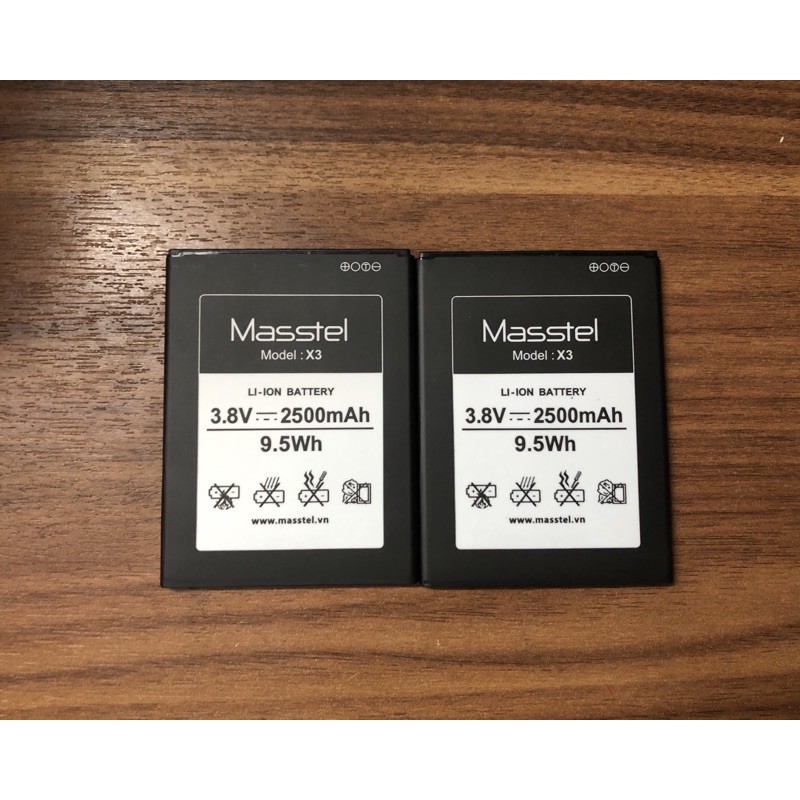 ⊕○Ⓣ⊖
Masstel
Model : X3
LI-ION BATTERY
3.8V⎓2500mAh
9.5Wh
www.masstel.vn
⊕○Ⓣ⊖
Masstel
Model : X3
LI-ION BATTERY
3.8V⎓2500mAh
9.5Wh
www.masstel.vn